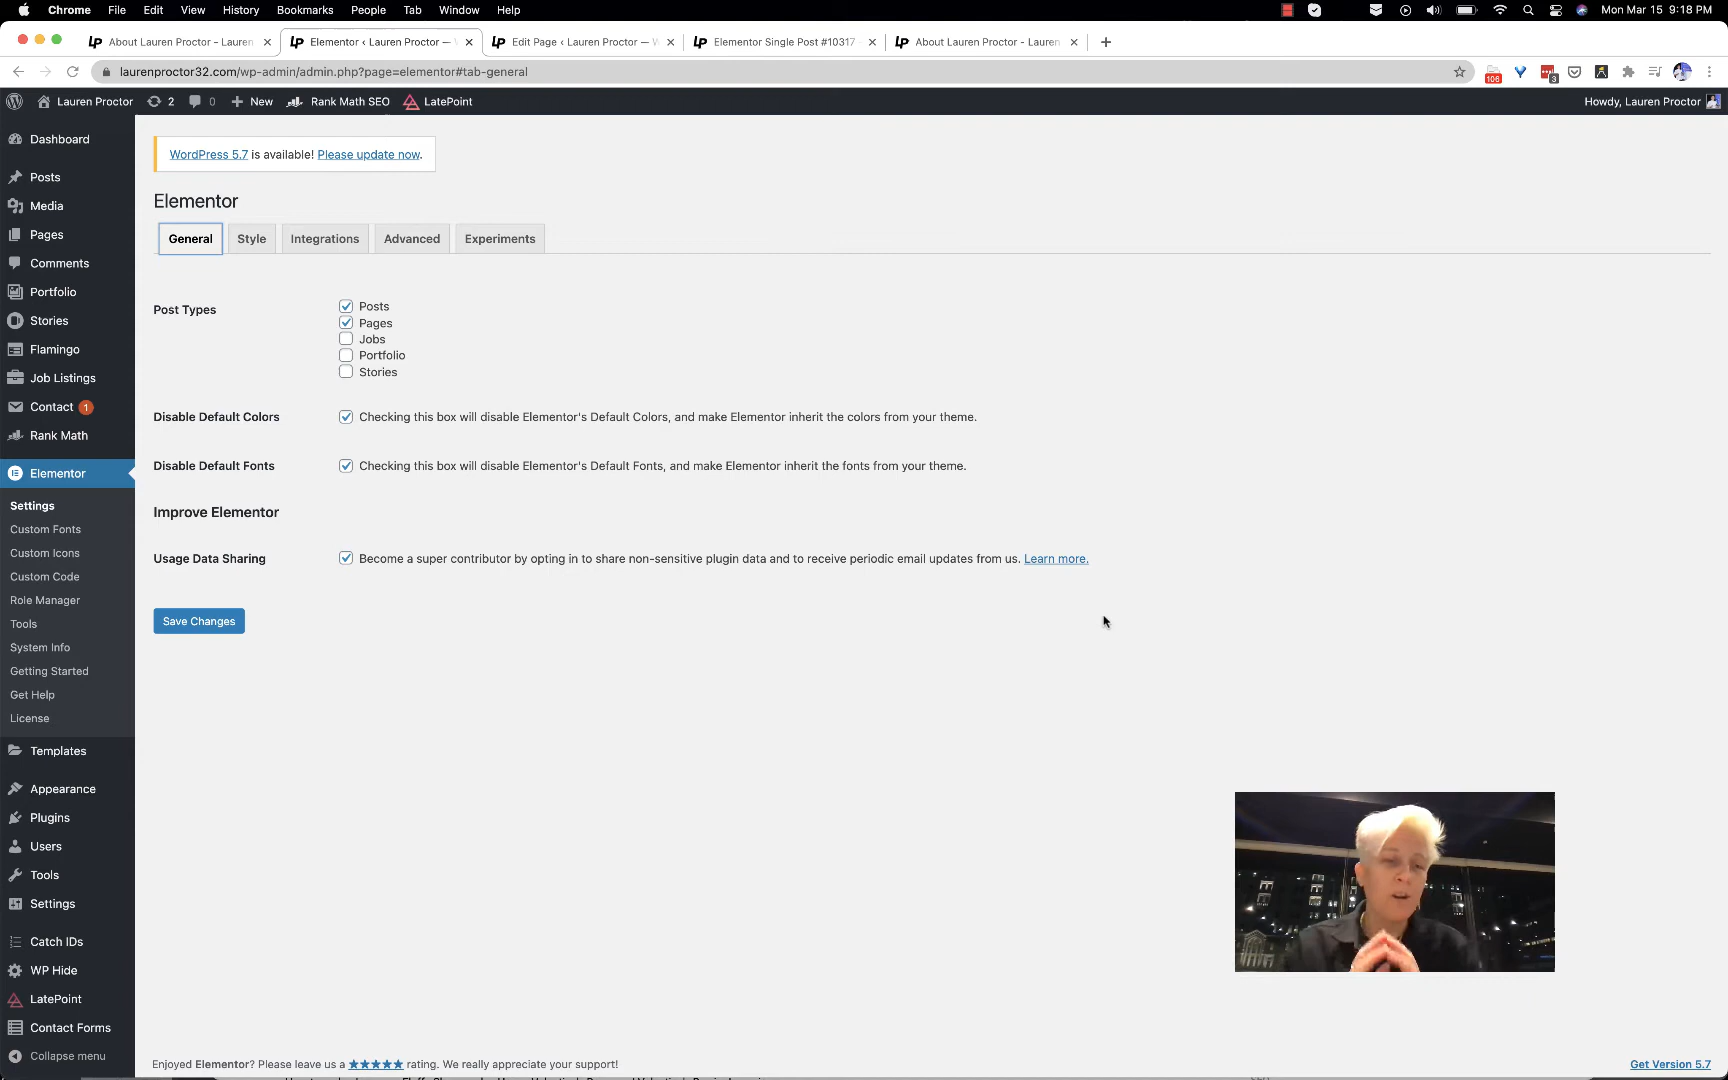 Chrome File Edit View History Bookmarks People Tab Window Help Mon Mar 15 9:18 PM
About Lauren Proctor - Lauren
Elementor ‹ Lauren Proctor —
Edit Page ‹ Lauren Proctor — W
Elementor Single Post #10317 -
About Lauren Proctor - Lauren
laurenproctor32.com/wp-admin/admin.php?page=elementor#tab-general
106
3
Lauren Proctor 2 0 New Rank Math SEO LatePoint Howdy, Lauren Proctor
Dashboard
Posts
Media
Pages
Comments
Portfolio
Stories
Flamingo
Job Listings
Contact 1
Rank Math
Elementor
Settings
Custom Fonts
Custom Icons
Custom Code
Role Manager
Tools
System Info
Getting Started
Get Help
License
Templates
Appearance
Plugins
Users
Tools
Settings
Catch IDs
WP Hide
LatePoint
Contact Forms
Collapse menu
WordPress 5.7 is available! Please update now.
Elementor
General Style Integrations Advanced Experiments
Post Types
Posts
Pages
Jobs
Portfolio
Stories
Disable Default Colors
Checking this box will disable Elementor's Default Colors, and make Elementor inherit the colors from your theme.
Disable Default Fonts
Checking this box will disable Elementor's Default Fonts, and make Elementor inherit the fonts from your theme.
Improve Elementor
Usage Data Sharing
Become a super contributor by opting in to share non-sensitive plugin data and to receive periodic email updates from us. Learn more.
Save Changes
Enjoyed Elementor? Please leave us a ★★★★★ rating. We really appreciate your support!
Get Version 5.7